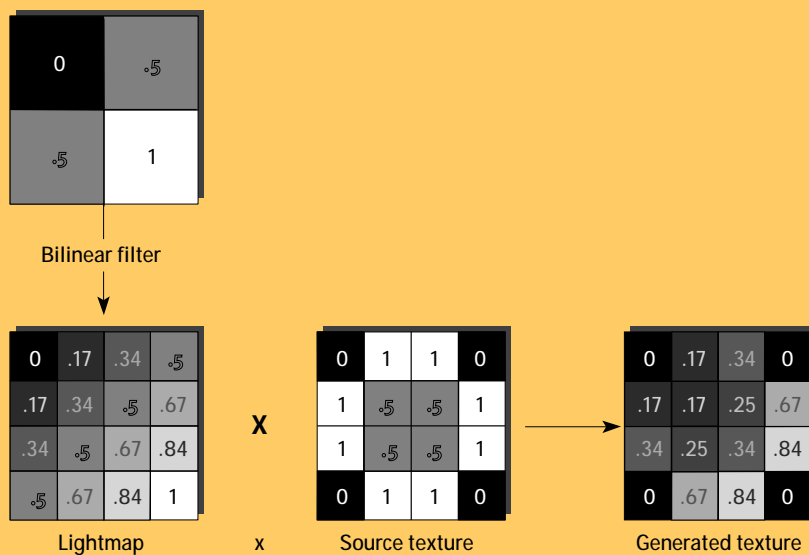 0 .5
.5 1
Bilinear filter
0 .17 .34 .5 0 1 1 0 0 .17 .34 0
.17 .34 .5 .67 1 .5 .5 1 .17 .17 .25 .67
X
.34 .5 .67 .84 1 .5 .5 1 .34 .25 .34 .84
.5 .67 .84 1 0 1 1 0 0 .67 .84 0
Lightmap x Source texture Generated texture